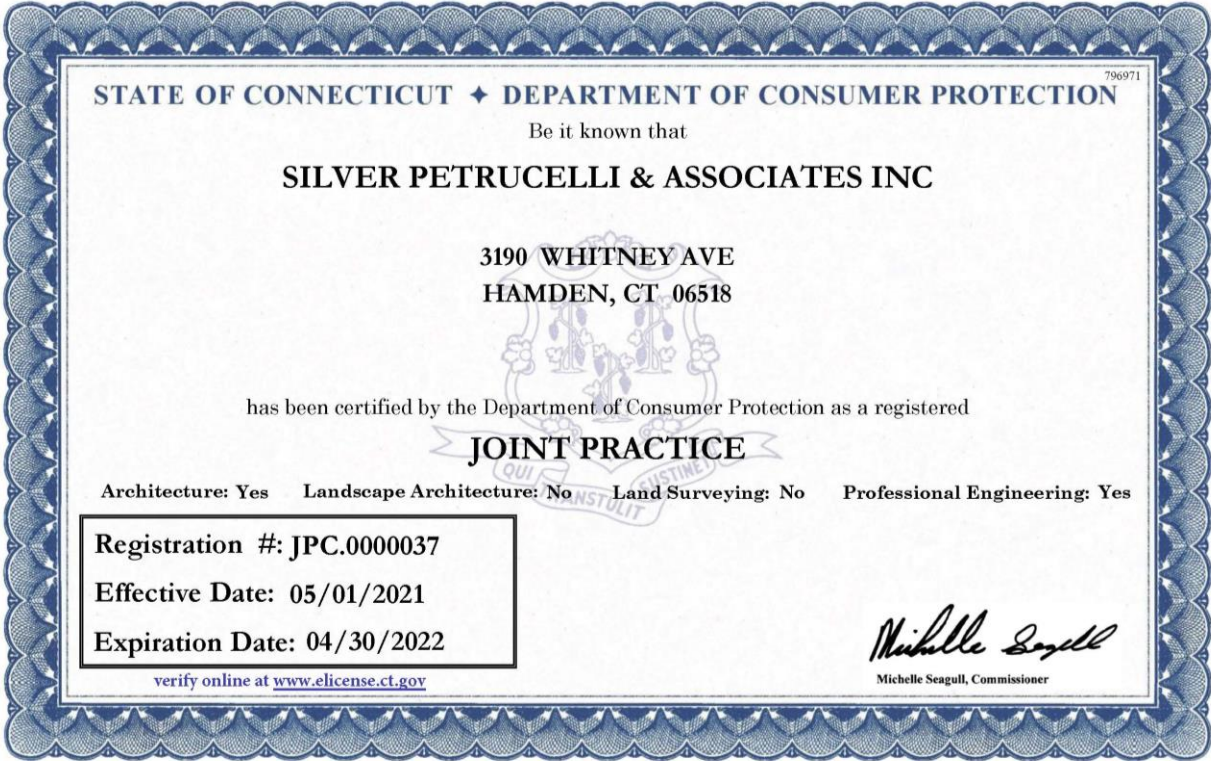 796971
STATE OF CONNECTICUT ✦ DEPARTMENT OF CONSUMER PROTECTION
Be it known that
SILVER PETRUCELLI & ASSOCIATES INC
3190 WHITNEY AVE
HAMDEN, CT 06518
has been certified by the Department of Consumer Protection as a registered
JOINT PRACTICE
QUI TRANSTULIT SUSTINET
Architecture: Yes Landscape Architecture: No Land Surveying: No Professional Engineering: Yes
Registration #: JPC.0000037
Effective Date: 05/01/2021
Expiration Date: 04/30/2022
verify online at www.elicense.ct.gov
Michelle Seagull
Michelle Seagull, Commissioner